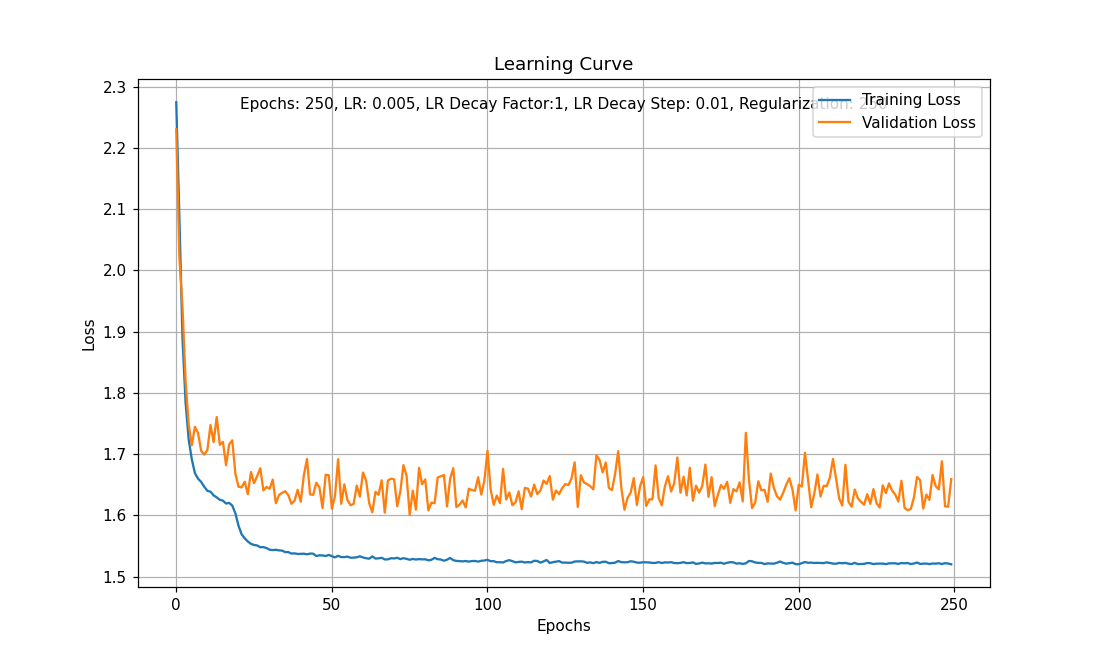 Learning Curve
Epochs: 250, LR: 0.005, LR Decay Factor:1, LR Decay Step: 0.01, Regularization: 250
Training Loss
Validation Loss
2.3
2.2
2.1
2.0
1.9
1.8
1.7
1.6
1.5
Loss
0 50 100 150 200 250
Epochs